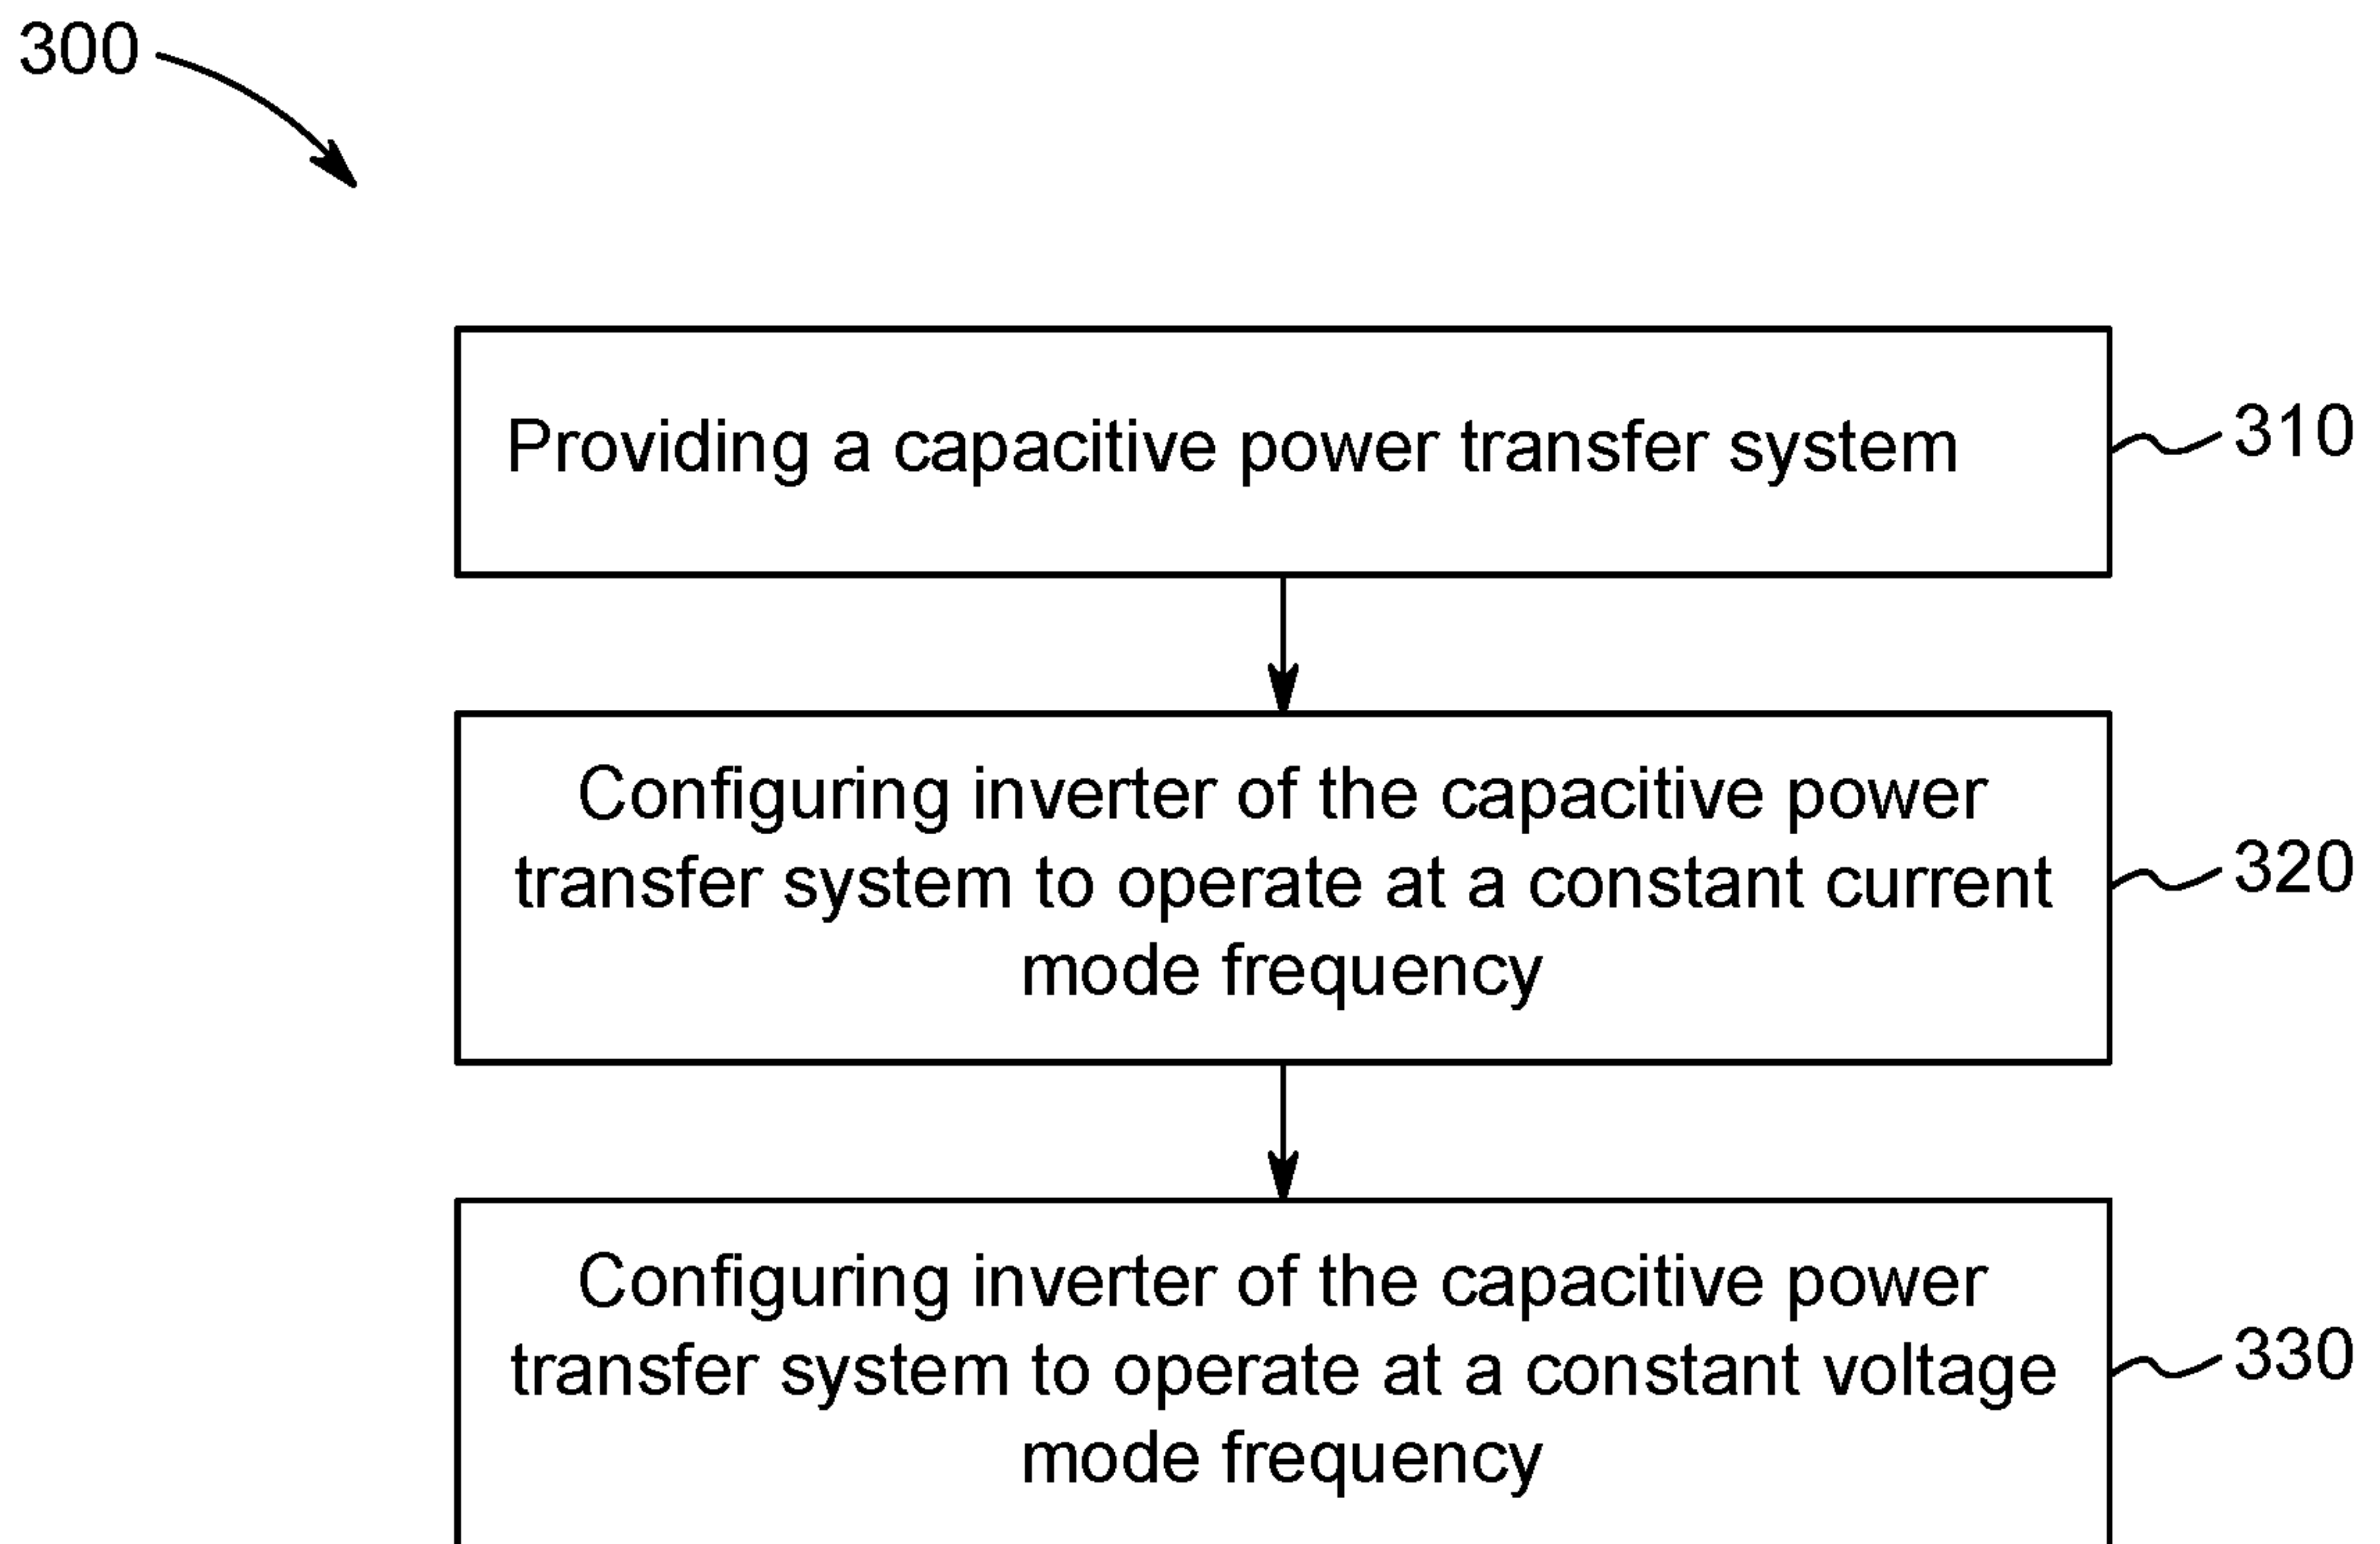 300
Providing a capacitive power transfer system
310
Configuring inverter of the capacitive power
transfer system to operate at a constant current
mode frequency
320
Configuring inverter of the capacitive power
transfer system to operate at a constant voltage
mode frequency
330